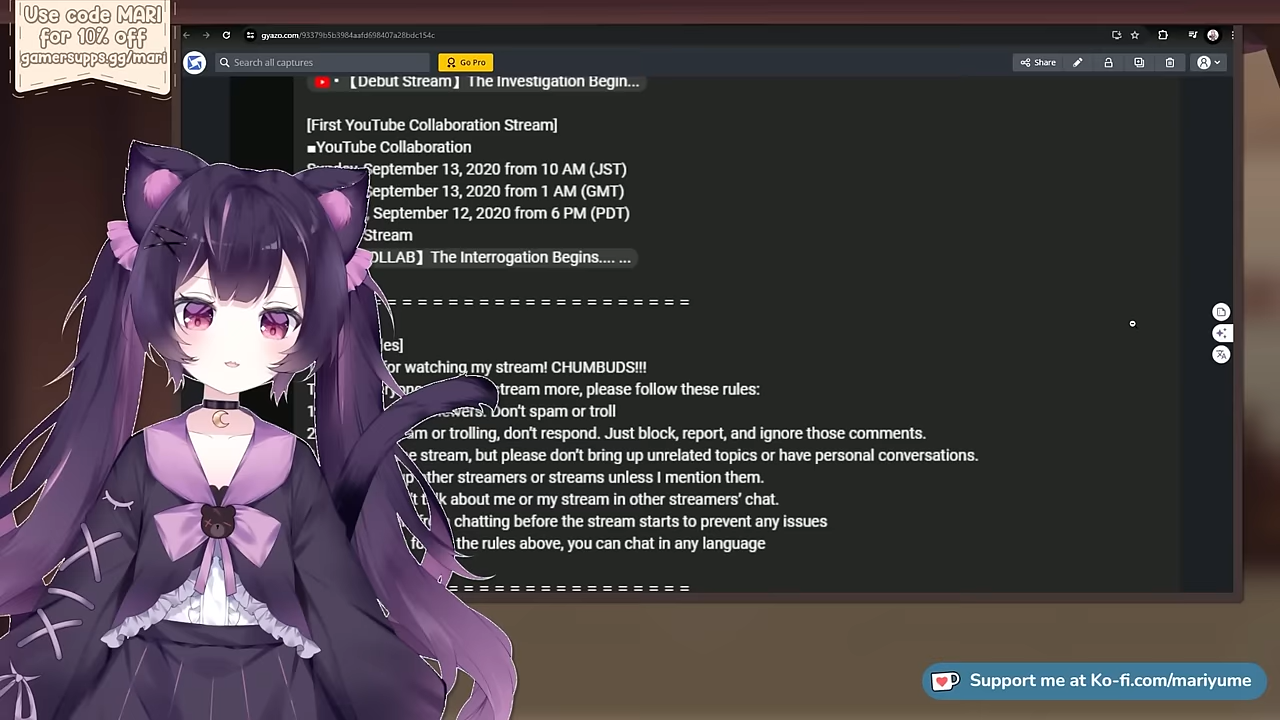 Use code MARI
for 10% off
gamersupps.gg/mari
gyazo.com/93379b5b3984aafd698407a28bdc154c
Search all captures
Go Pro
Share
• 【Debut Stream】The Investigation Begin...
[First YouTube Collaboration Stream]
■YouTube Collaboration
September 13, 2020 from 10 AM (JST)
September 13, 2020 from 1 AM (GMT)
, September 12, 2020 from 6 PM (PDT)
Stream
OLLAB】The Interrogation Begins.... ...
= = = = = = = = = = = = = = = = = = =
es]
or watching my stream! CHUMBUDS!!!
stream more, please follow these rules:
Don't spam or troll
am or trolling, don't respond. Just block, report, and ignore those comments.
e stream, but please don't bring up unrelated topics or have personal conversations.
up other streamers or streams unless I mention them.
't talk about me or my stream in other streamers' chat.
chatting before the stream starts to prevent any issues
the rules above, you can chat in any language
= = = = = = = = = = = = = = = =
Support me at Ko-fi.com/mariyume